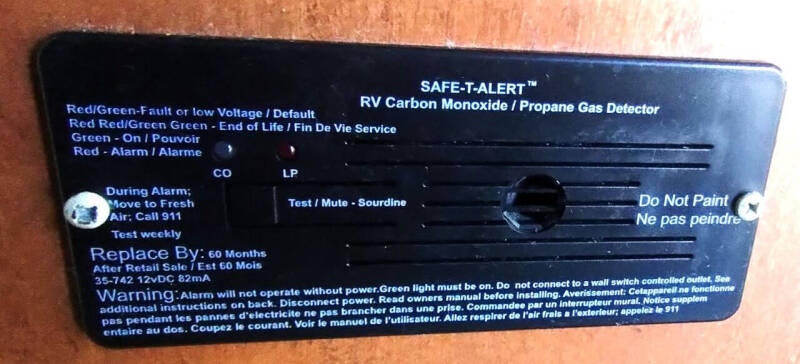 SAFE-T-ALERT™
RV Carbon Monoxide / Propane Gas Detector
Red/Green-Fault or low Voltage / Default
Red Red/Green Green - End of Life / Fin De Vie Service
Green - On / Pouvoir
Red - Alarm / Alarme
CO LP
During Alarm;
Move to Fresh
Air; Call 911
Test weekly
Test / Mute - Sourdine
Do Not Paint
Ne pas peindre
Replace By: 60 Months
After Retail Sale / Est 60 Mois
35-742 12vDC 82mA
Warning: Alarm will not operate without power.Green light must be on. Do not connect to a wall switch controlled outlet. See
additional instructions on back. Disconnect power. Read owners manual before installing. Averissement: Cetappareil ne fonctionne
pas pendant les pannes d'electricite ne pas brancher dans une prise. Commandee par un interrupteur mural. Notice supplem
entaire au dos. Coupez le courant. Voir le manuel de l'utilisateur. Allez respirer de l'air frais a l'exterieur; appelez le 911